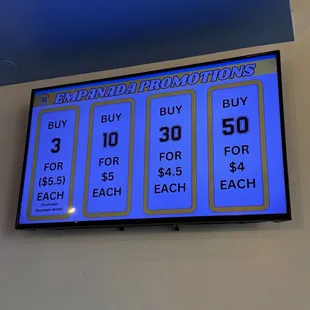 EMPANADA PROMOTIONS
BUY
3
FOR
($5.5)
EACH
BUY
10
FOR
$5
EACH
BUY
30
FOR
$4.5
EACH
BUY
50
FOR
$4
EACH